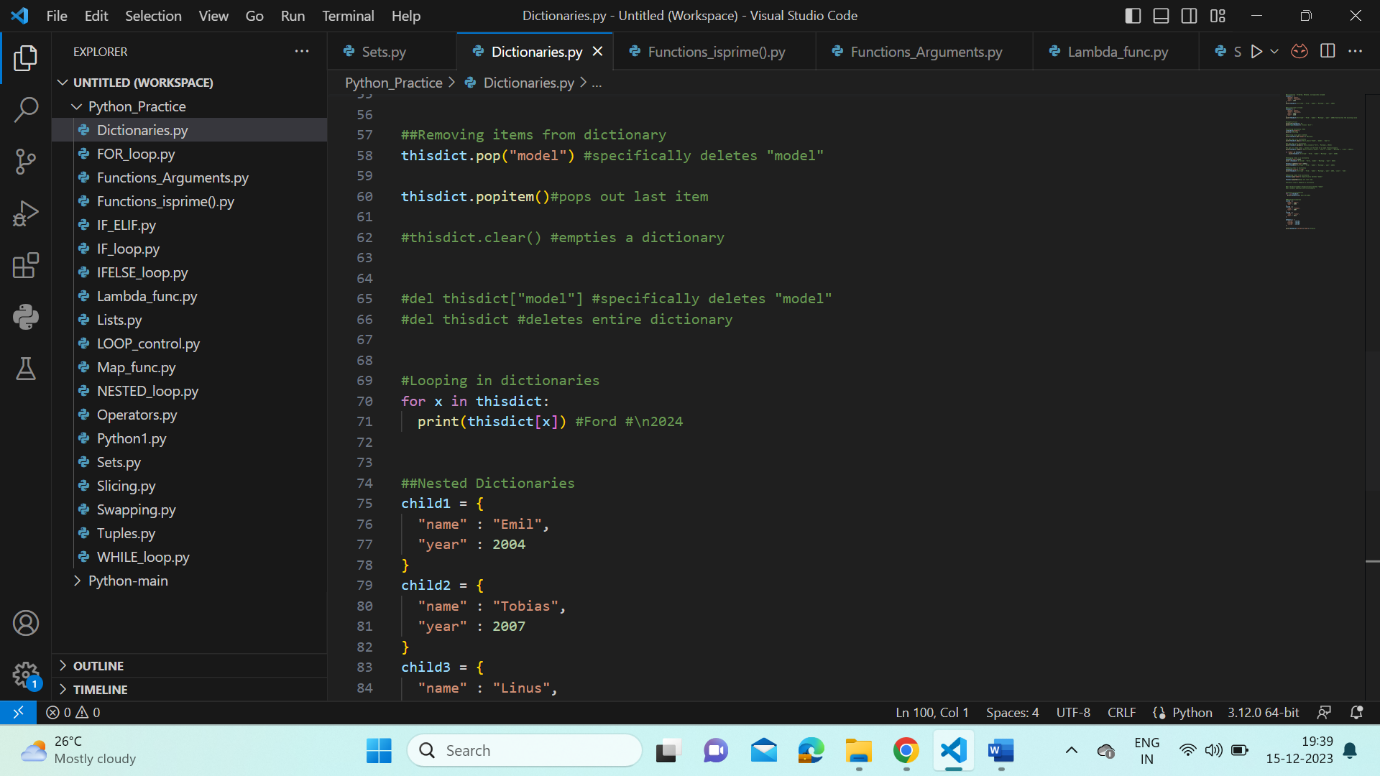 File Edit Selection View Go Run Terminal Help
Dictionaries.py - Untitled (Workspace) - Visual Studio Code
EXPLORER
UNTITLED (WORKSPACE)
Python_Practice
Dictionaries.py
FOR_loop.py
Functions_Arguments.py
Functions_isprime().py
IF_ELIF.py
IF_loop.py
IFELSE_loop.py
Lambda_func.py
Lists.py
LOOP_control.py
Map_func.py
NESTED_loop.py
Operators.py
Python1.py
Sets.py
Slicing.py
Swapping.py
Tuples.py
WHILE_loop.py
Python-main
OUTLINE
TIMELINE
1
Sets.py Dictionaries.py Functions_isprime().py Functions_Arguments.py Lambda_func.py S
Python_Practice > Dictionaries.py > ...
56
57 ##Removing items from dictionary
58 thisdict.pop("model") #specifically deletes "model"
59
60 thisdict.popitem()#pops out last item
61
62 #thisdict.clear() #empties a dictionary
63
64
65 #del thisdict["model"] #specifically deletes "model"
66 #del thisdict #deletes entire dictionary
67
68
69 #Looping in dictionaries
70 for x in thisdict:
71 print(thisdict[x]) #Ford #\n2024
72
73
74 ##Nested Dictionaries
75 child1 = {
76 "name" : "Emil",
77 "year" : 2004
78 }
79 child2 = {
80 "name" : "Tobias",
81 "year" : 2007
82 }
83 child3 = {
84 "name" : "Linus",
0 0
Ln 100, Col 1 Spaces: 4 UTF-8 CRLF {} Python 3.12.0 64-bit
26°C
Mostly cloudy
Search
ENG
IN
19:39
15-12-2023